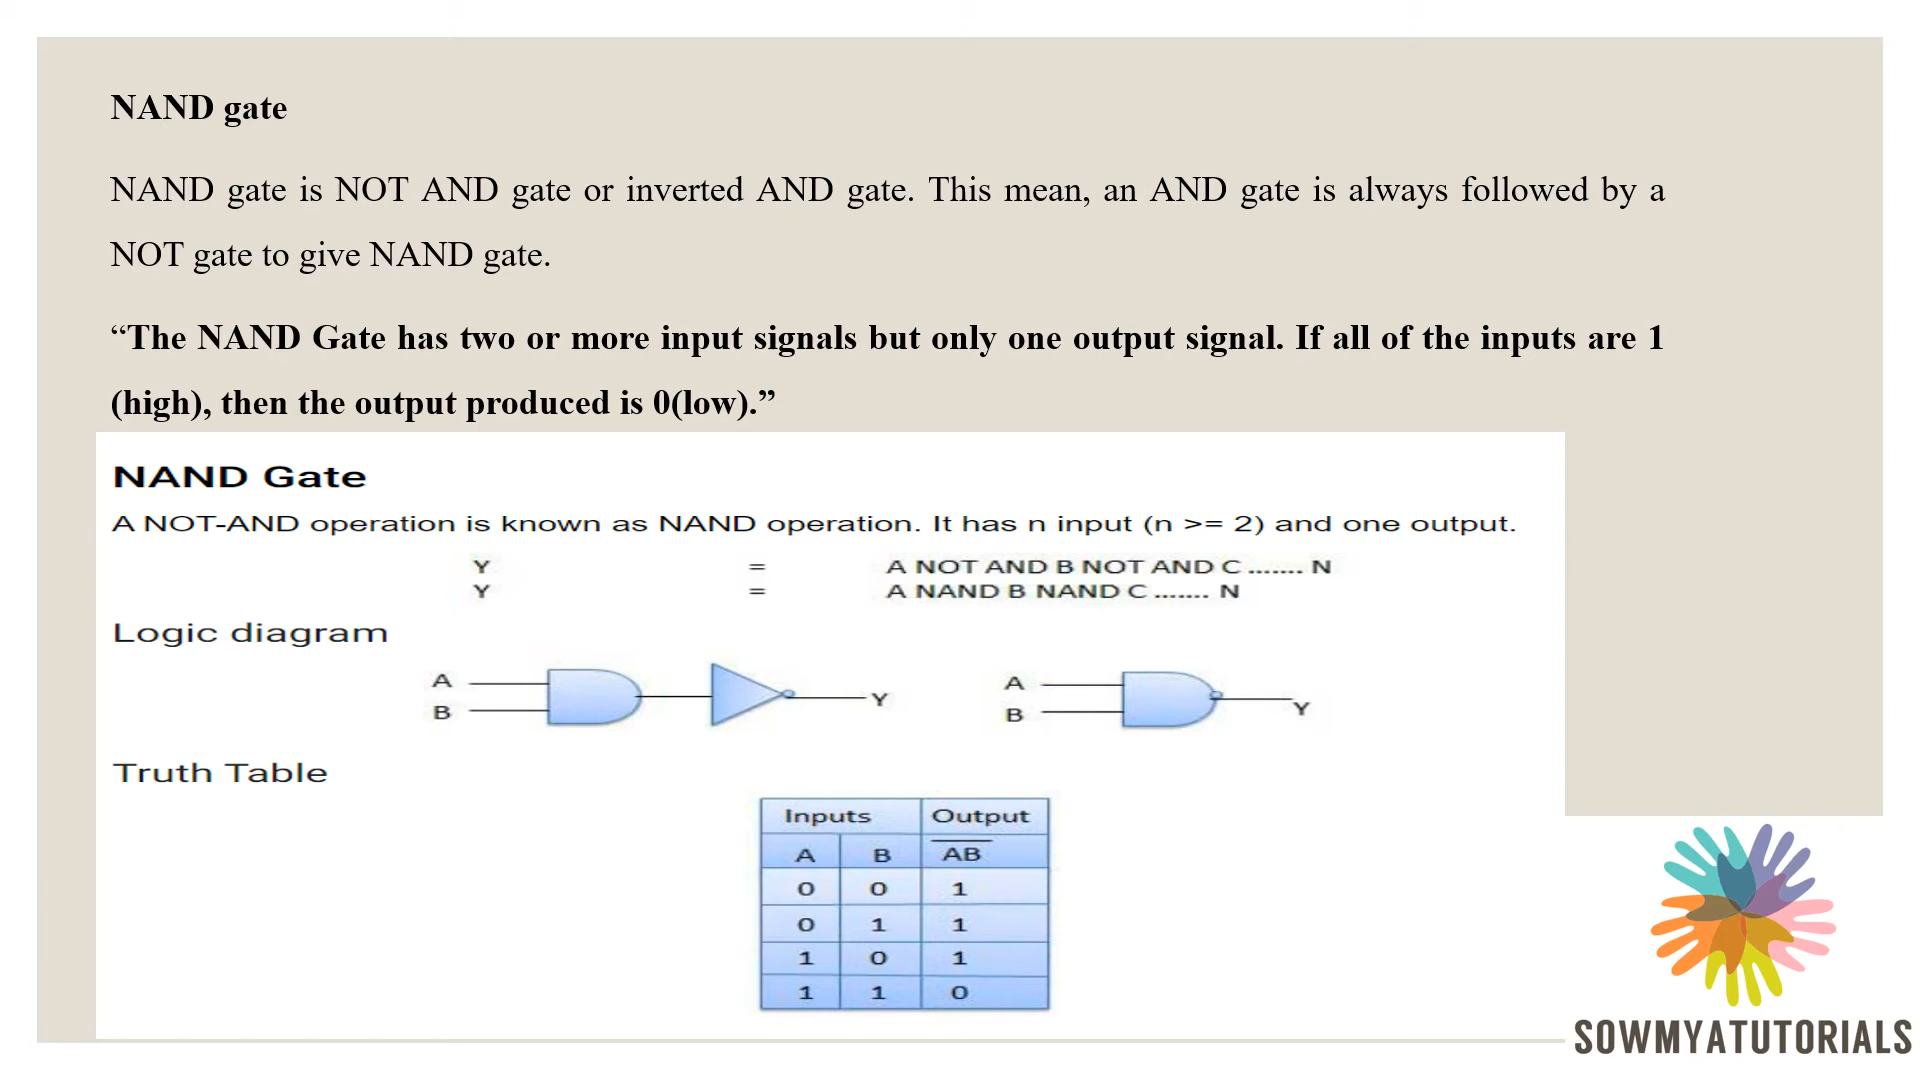 NAND gate
NAND gate is NOT AND gate or inverted AND gate. This mean, an AND gate is always followed by a
NOT gate to give NAND gate.
“The NAND Gate has two or more input signals but only one output signal. If all of the inputs are 1
(high), then the output produced is 0(low).”
NAND Gate
A NOT-AND operation is known as NAND operation. It has n input (n >= 2) and one output.
Y = A NOT AND B NOT AND C ....... N
Y = A NAND B NAND C ....... N
Logic diagram
A
B
Y
A
B
Y
Truth Table
Inputs Output
A B A̅B̅
0 0 1
0 1 1
1 0 1
1 1 0
SOWMYATUTORIALS